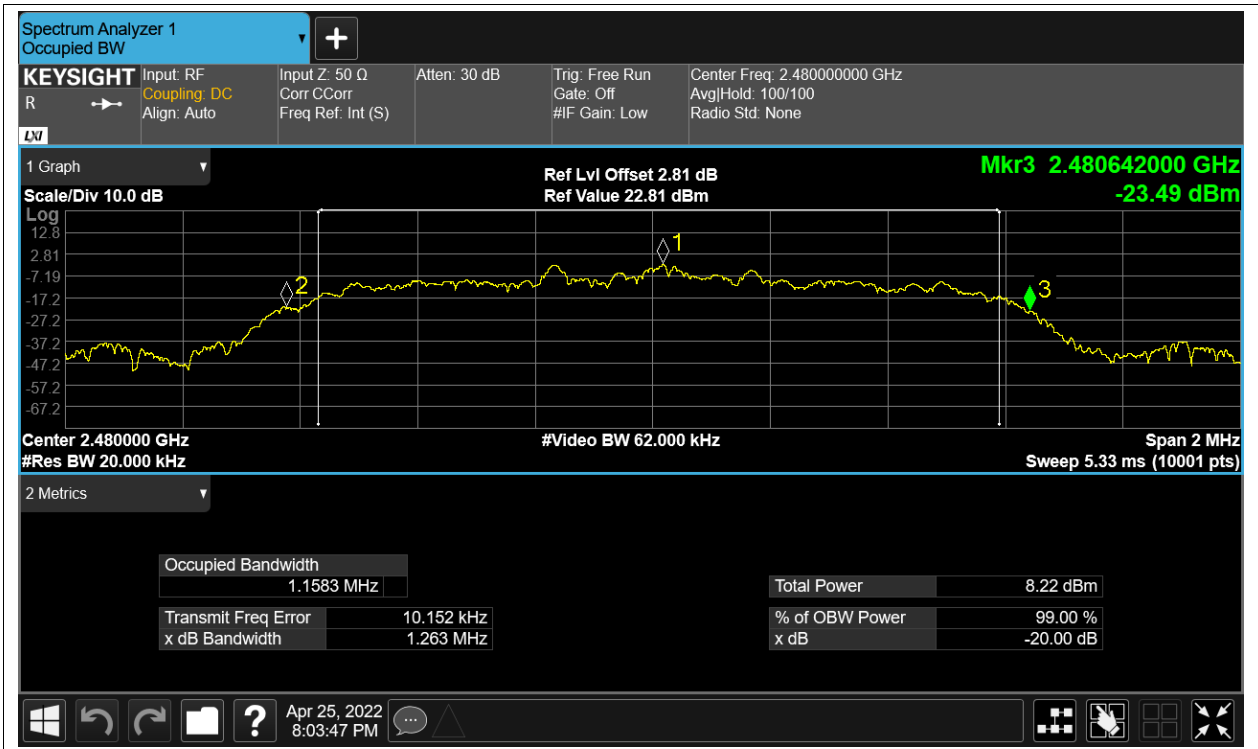 Spectrum Analyzer 1
Occupied BW
KEYSIGHT
R
LXI
Input: RF
Coupling: DC
Align: Auto
Input Z: 50 Ω
Corr CCorr
Freq Ref: Int (S)
Atten: 30 dB
Trig: Free Run
Gate: Off
#IF Gain: Low
Center Freq: 2.480000000 GHz
Avg|Hold: 100/100
Radio Std: None
1 Graph
Scale/Div 10.0 dB
Ref Lvl Offset 2.81 dB
Ref Value 22.81 dBm
Mkr3 2.480642000 GHz
-23.49 dBm
Log
12.8
2.81
-7.19
-17.2
-27.2
-37.2
-47.2
-57.2
-67.2
1
2
3
Center 2.480000 GHz
#Res BW 20.000 kHz
#Video BW 62.000 kHz
Span 2 MHz
Sweep 5.33 ms (10001 pts)
2 Metrics
Occupied Bandwidth
1.1583 MHz
Transmit Freq Error 10.152 kHz
x dB Bandwidth 1.263 MHz
Total Power 8.22 dBm
% of OBW Power 99.00 %
x dB -20.00 dB
?
Apr 25, 2022
8:03:47 PM